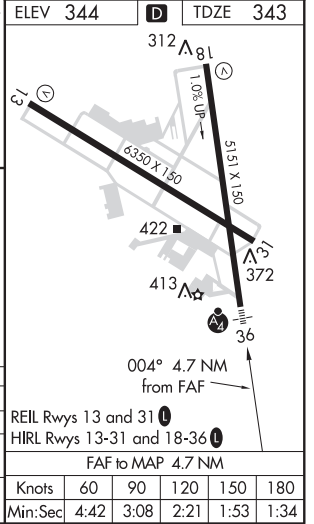 ELEV 344 D TDZE 343
312 18
V
13 V
1.0% UP
6350 X 150
5151 X 150
422
31
372
413
A4
36
004° 4.7 NM
from FAF
REIL Rwys 13 and 31 L
HIRL Rwys 13-31 and 18-36 L
FAF to MAP 4.7 NM
Knots 60 90 120 150 180
Min:Sec 4:42 3:08 2:21 1:53 1:34